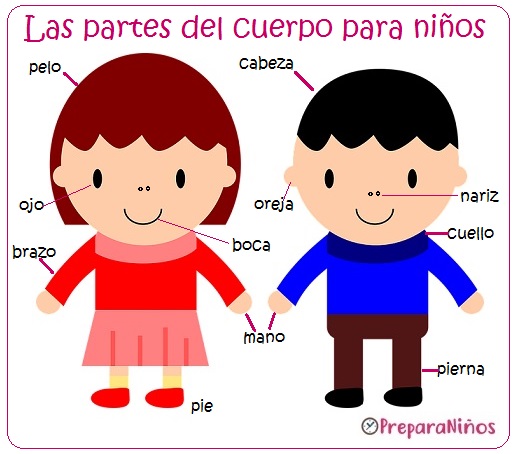 Las partes del cuerpo para niños
pelo
cabeza
ojo
oreja
nariz
cuello
boca
brazo
mano
pierna
pie
PreparaNiños